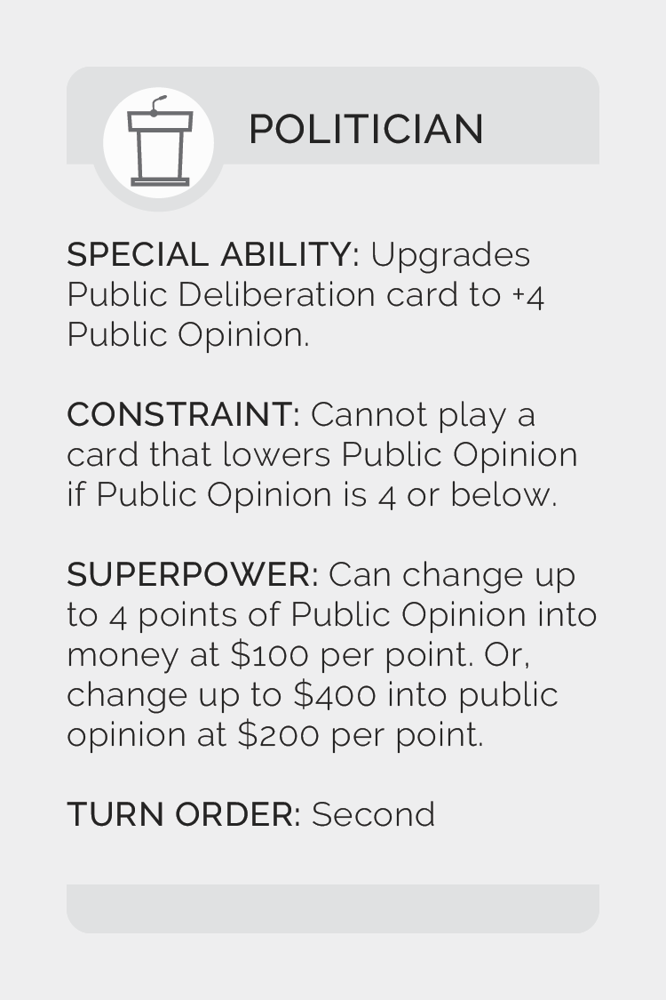 POLITICIAN
SPECIAL ABILITY: Upgrades
Public Deliberation card to +4
Public Opinion.
CONSTRAINT: Cannot play a
card that lowers Public Opinion
if Public Opinion is 4 or below.
SUPERPOWER: Can change up
to 4 points of Public Opinion into
money at $100 per point. Or,
change up to $400 into public
opinion at $200 per point.
TURN ORDER: Second